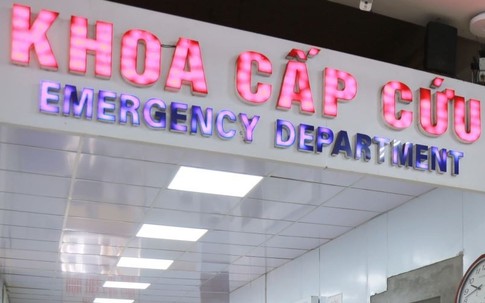 KHOA CẤP CỨU
EMERGENCY DEPARTMENT